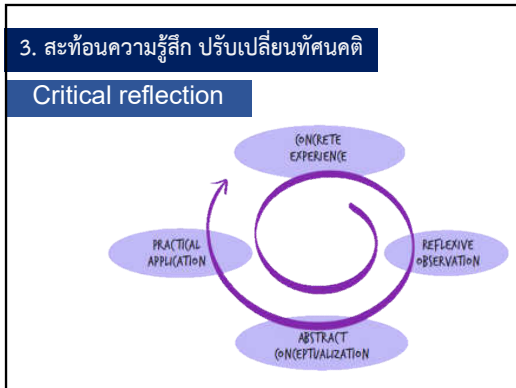 3. สะท้อนความรู้สึก ปรับเปลี่ยนทัศนคติ
Critical reflection
CONCRETE
EXPERIENCE
PRACTICAL
APPLICATION
REFLEXIVE
OBSERVATION
ABSTRACT
CONCEPTUALIZATION